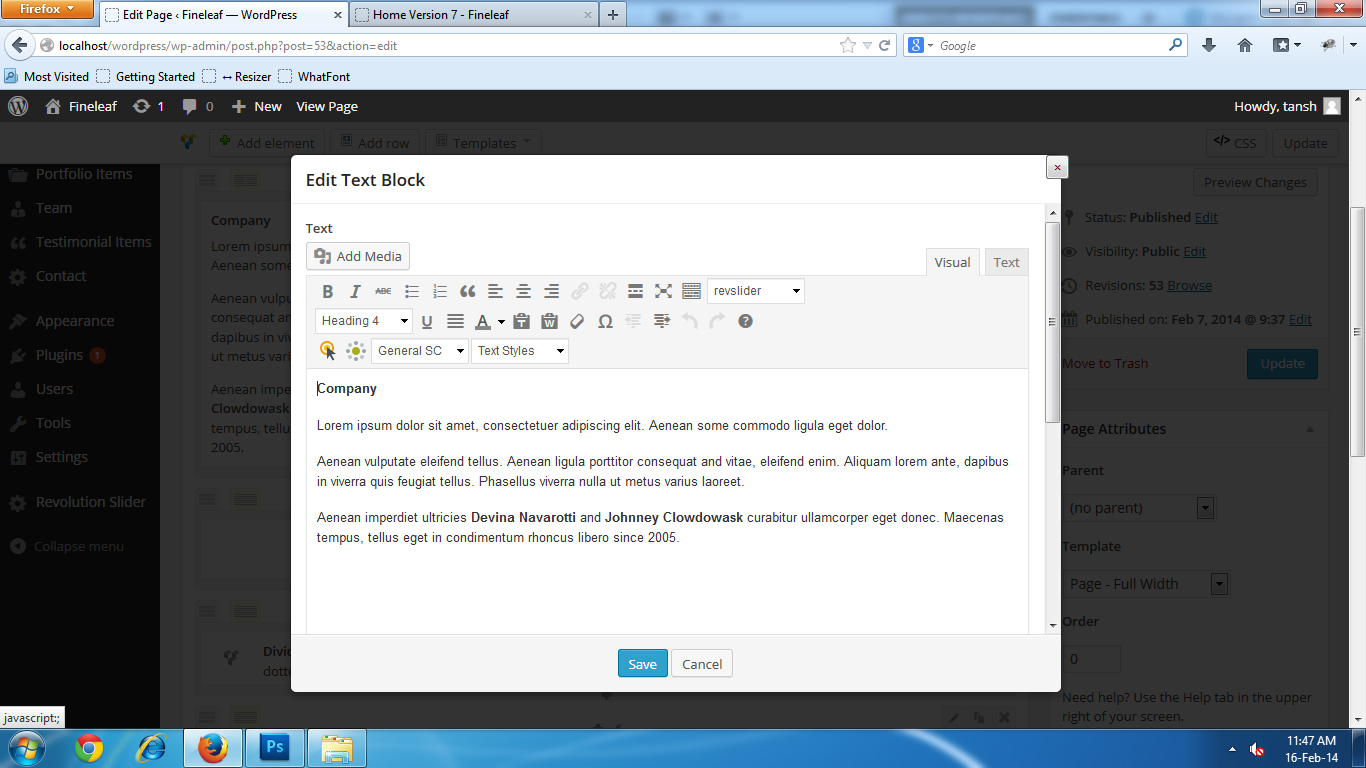 Firefox
Edit Page ‹ Fineleaf — WordPress
Home Version 7 - Fineleaf
localhost/wordpress/wp-admin/post.php?post=53&action=edit
Google
Most Visited Getting Started ↔ Resizer WhatFont
Fineleaf 1 0 New View Page Howdy, tansh
Add element Add row Templates CSS Update
Portfolio Items
Team
Testimonial Items
Contact
Appearance
Plugins 1
Users
Tools
Settings
Revolution Slider
Collapse menu
Company
Lorem ipsum
Aenean some
Aenean vulpu
consequat an
dapibus in viv
ut metus vari
Aenean impe
Clowdowask
tempus, tellu
2005.
Divid
dotte
Edit Text Block
Text
Add Media
Visual Text
B I ABC revslider
Heading 4 U A
General SC Text Styles
Company
Lorem ipsum dolor sit amet, consectetuer adipiscing elit. Aenean some commodo ligula eget dolor.
Aenean vulputate eleifend tellus. Aenean ligula porttitor consequat and vitae, eleifend enim. Aliquam lorem ante, dapibus
in viverra quis feugiat tellus. Phasellus viverra nulla ut metus varius laoreet.
Aenean imperdiet ultricies Devina Navarotti and Johnney Clowdowask curabitur ullamcorper eget donec. Maecenas
tempus, tellus eget in condimentum rhoncus libero since 2005.
Save Cancel
Preview Changes
Status: Published Edit
Visibility: Public Edit
Revisions: 53 Browse
Published on: Feb 7, 2014 @ 9:37 Edit
Move to Trash Update
Page Attributes
Parent
(no parent)
Template
Page - Full Width
Order
0
Need help? Use the Help tab in the upper
right of your screen.
javascript:;
Ps
11:47 AM
16-Feb-14